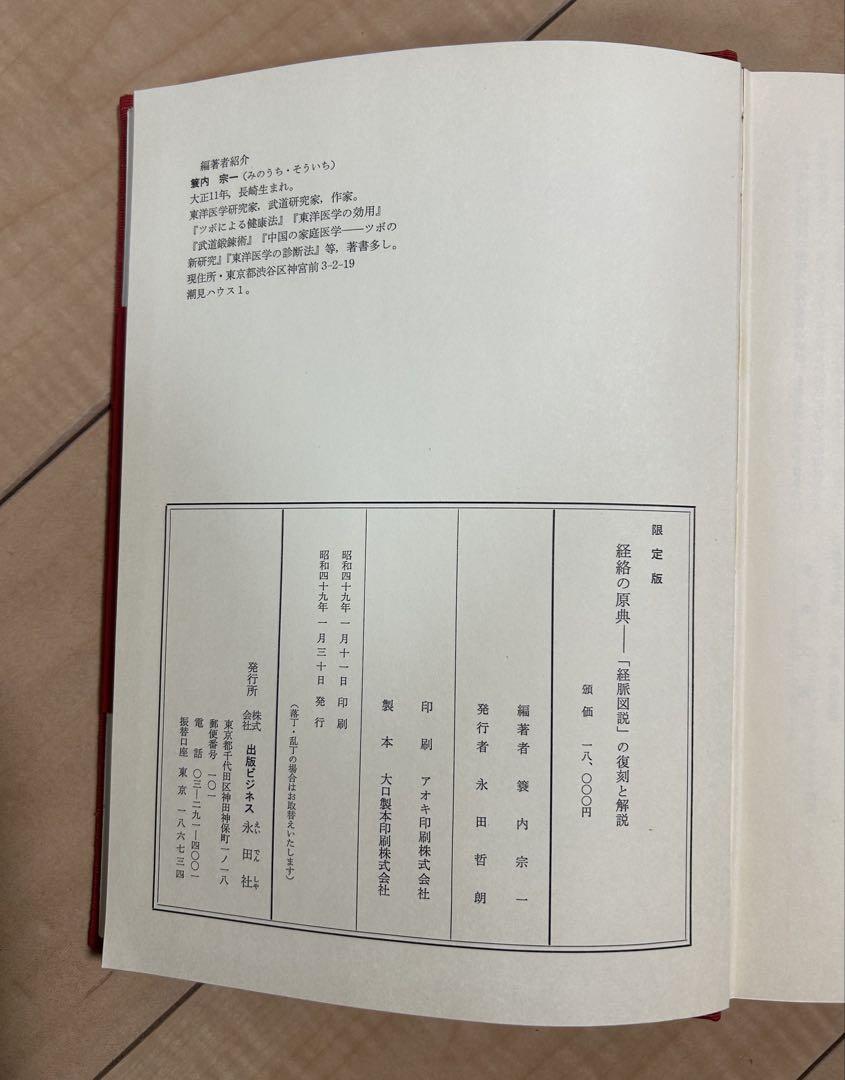 編著者紹介
簑内　宗一（みのうち・そういち）
大正11年，長崎生まれ。
東洋医学研究家，武道研究家，作家。
『ツボによる健康法』『東洋医学の効用』
『武道鍛錬術』『中国の家庭医学――ツボの
新研究』『東洋医学の診断法』等，著書多し。
現住所・東京都渋谷区神宮前3-2-19
潮見ハウス1。
限定版
経絡の原典――「経脈図説」の復刻と解説
頒価　一八、〇〇〇円
編著者　簑内宗一
発行者　永田哲朗
印刷　アオキ印刷株式会社
製本　大口製本印刷株式会社
昭和四十九年一月十一日　印刷
昭和四十九年一月三十日　発行
（落丁・乱丁の場合はお取替えいたします）
発行所　株式会社　出版ビジネス　永田社
えいでんしゃ
東京都千代田区神田神保町一ノ一八
郵便番号　一〇一
電話　〇三―二九一―四〇〇一
振替口座　東京　一八六七三四